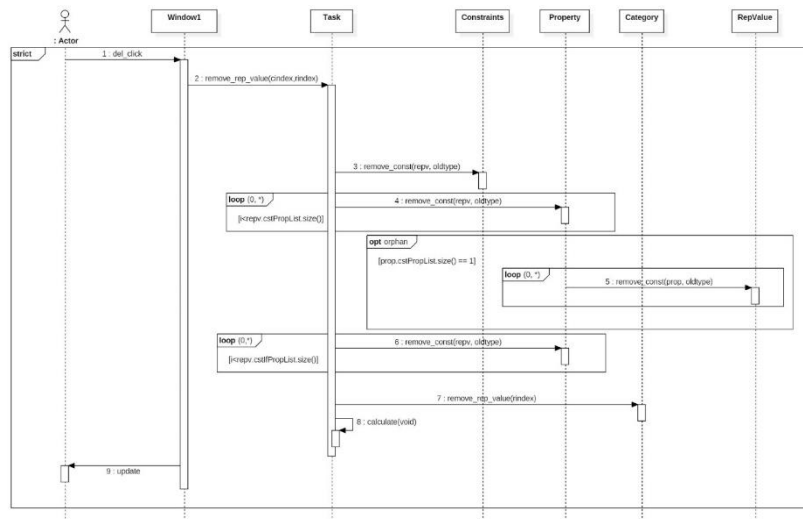 Window1
Task
Constraints
Property
Category
RepValue
: Actor
strict
1 : del_click
2 : remove_rep_value(cindex,rindex)
3 : remove_const(repv, oldtype)
loop (0, *)
4 : remove_const(repv, oldtype)
[i<repv.cstPropList.size()]
opt orphan
[prop.cstPropList.size() == 1]
loop (0, *)
5 : remove_const(prop, oldtype)
loop (0,*)
6 : remove_const(repv, oldtype)
[i<repv.cstIfPropList.size()]
7 : remove_rep_value(rindex)
8 : calculate(void)
9 : update